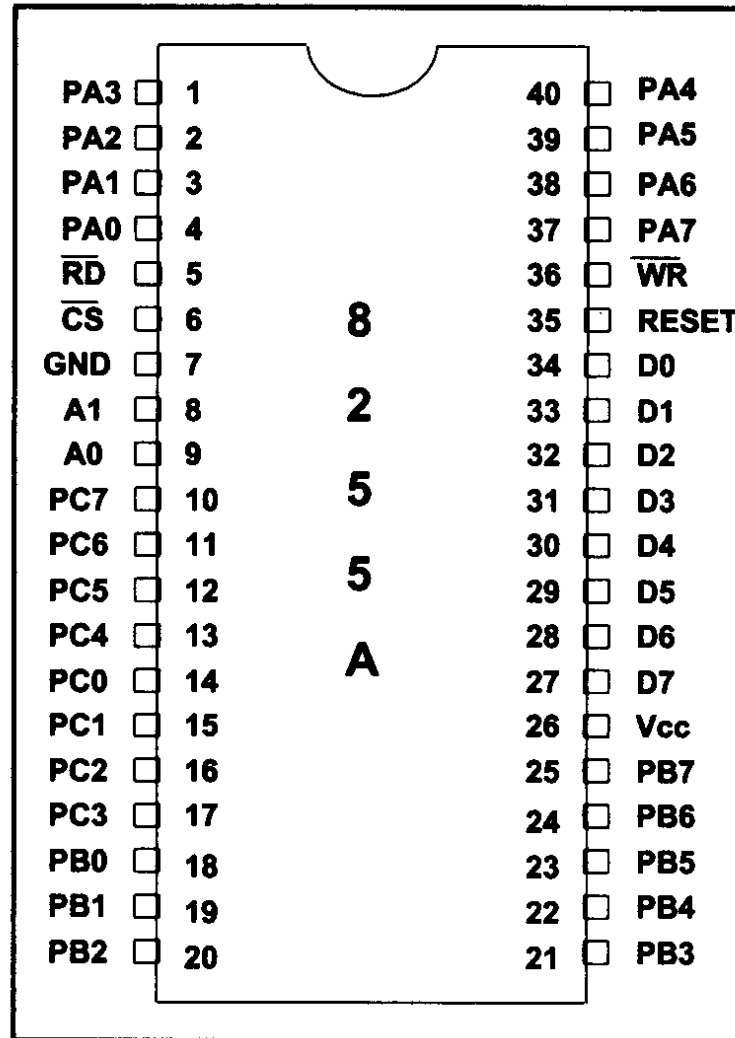 PA3 1 40 PA4
PA2 2 39 PA5
PA1 3 38 PA6
PA0 4 37 PA7
R̅D̅ 5 36 W̅R̅
C̅S̅ 6 8 35 RESET
GND 7 34 D0
A1 8 2 33 D1
A0 9 32 D2
PC7 10 5 31 D3
PC6 11 30 D4
PC5 12 5 29 D5
PC4 13 28 D6
PC0 14 A 27 D7
PC1 15 26 Vcc
PC2 16 25 PB7
PC3 17 24 PB6
PB0 18 23 PB5
PB1 19 22 PB4
PB2 20 21 PB3